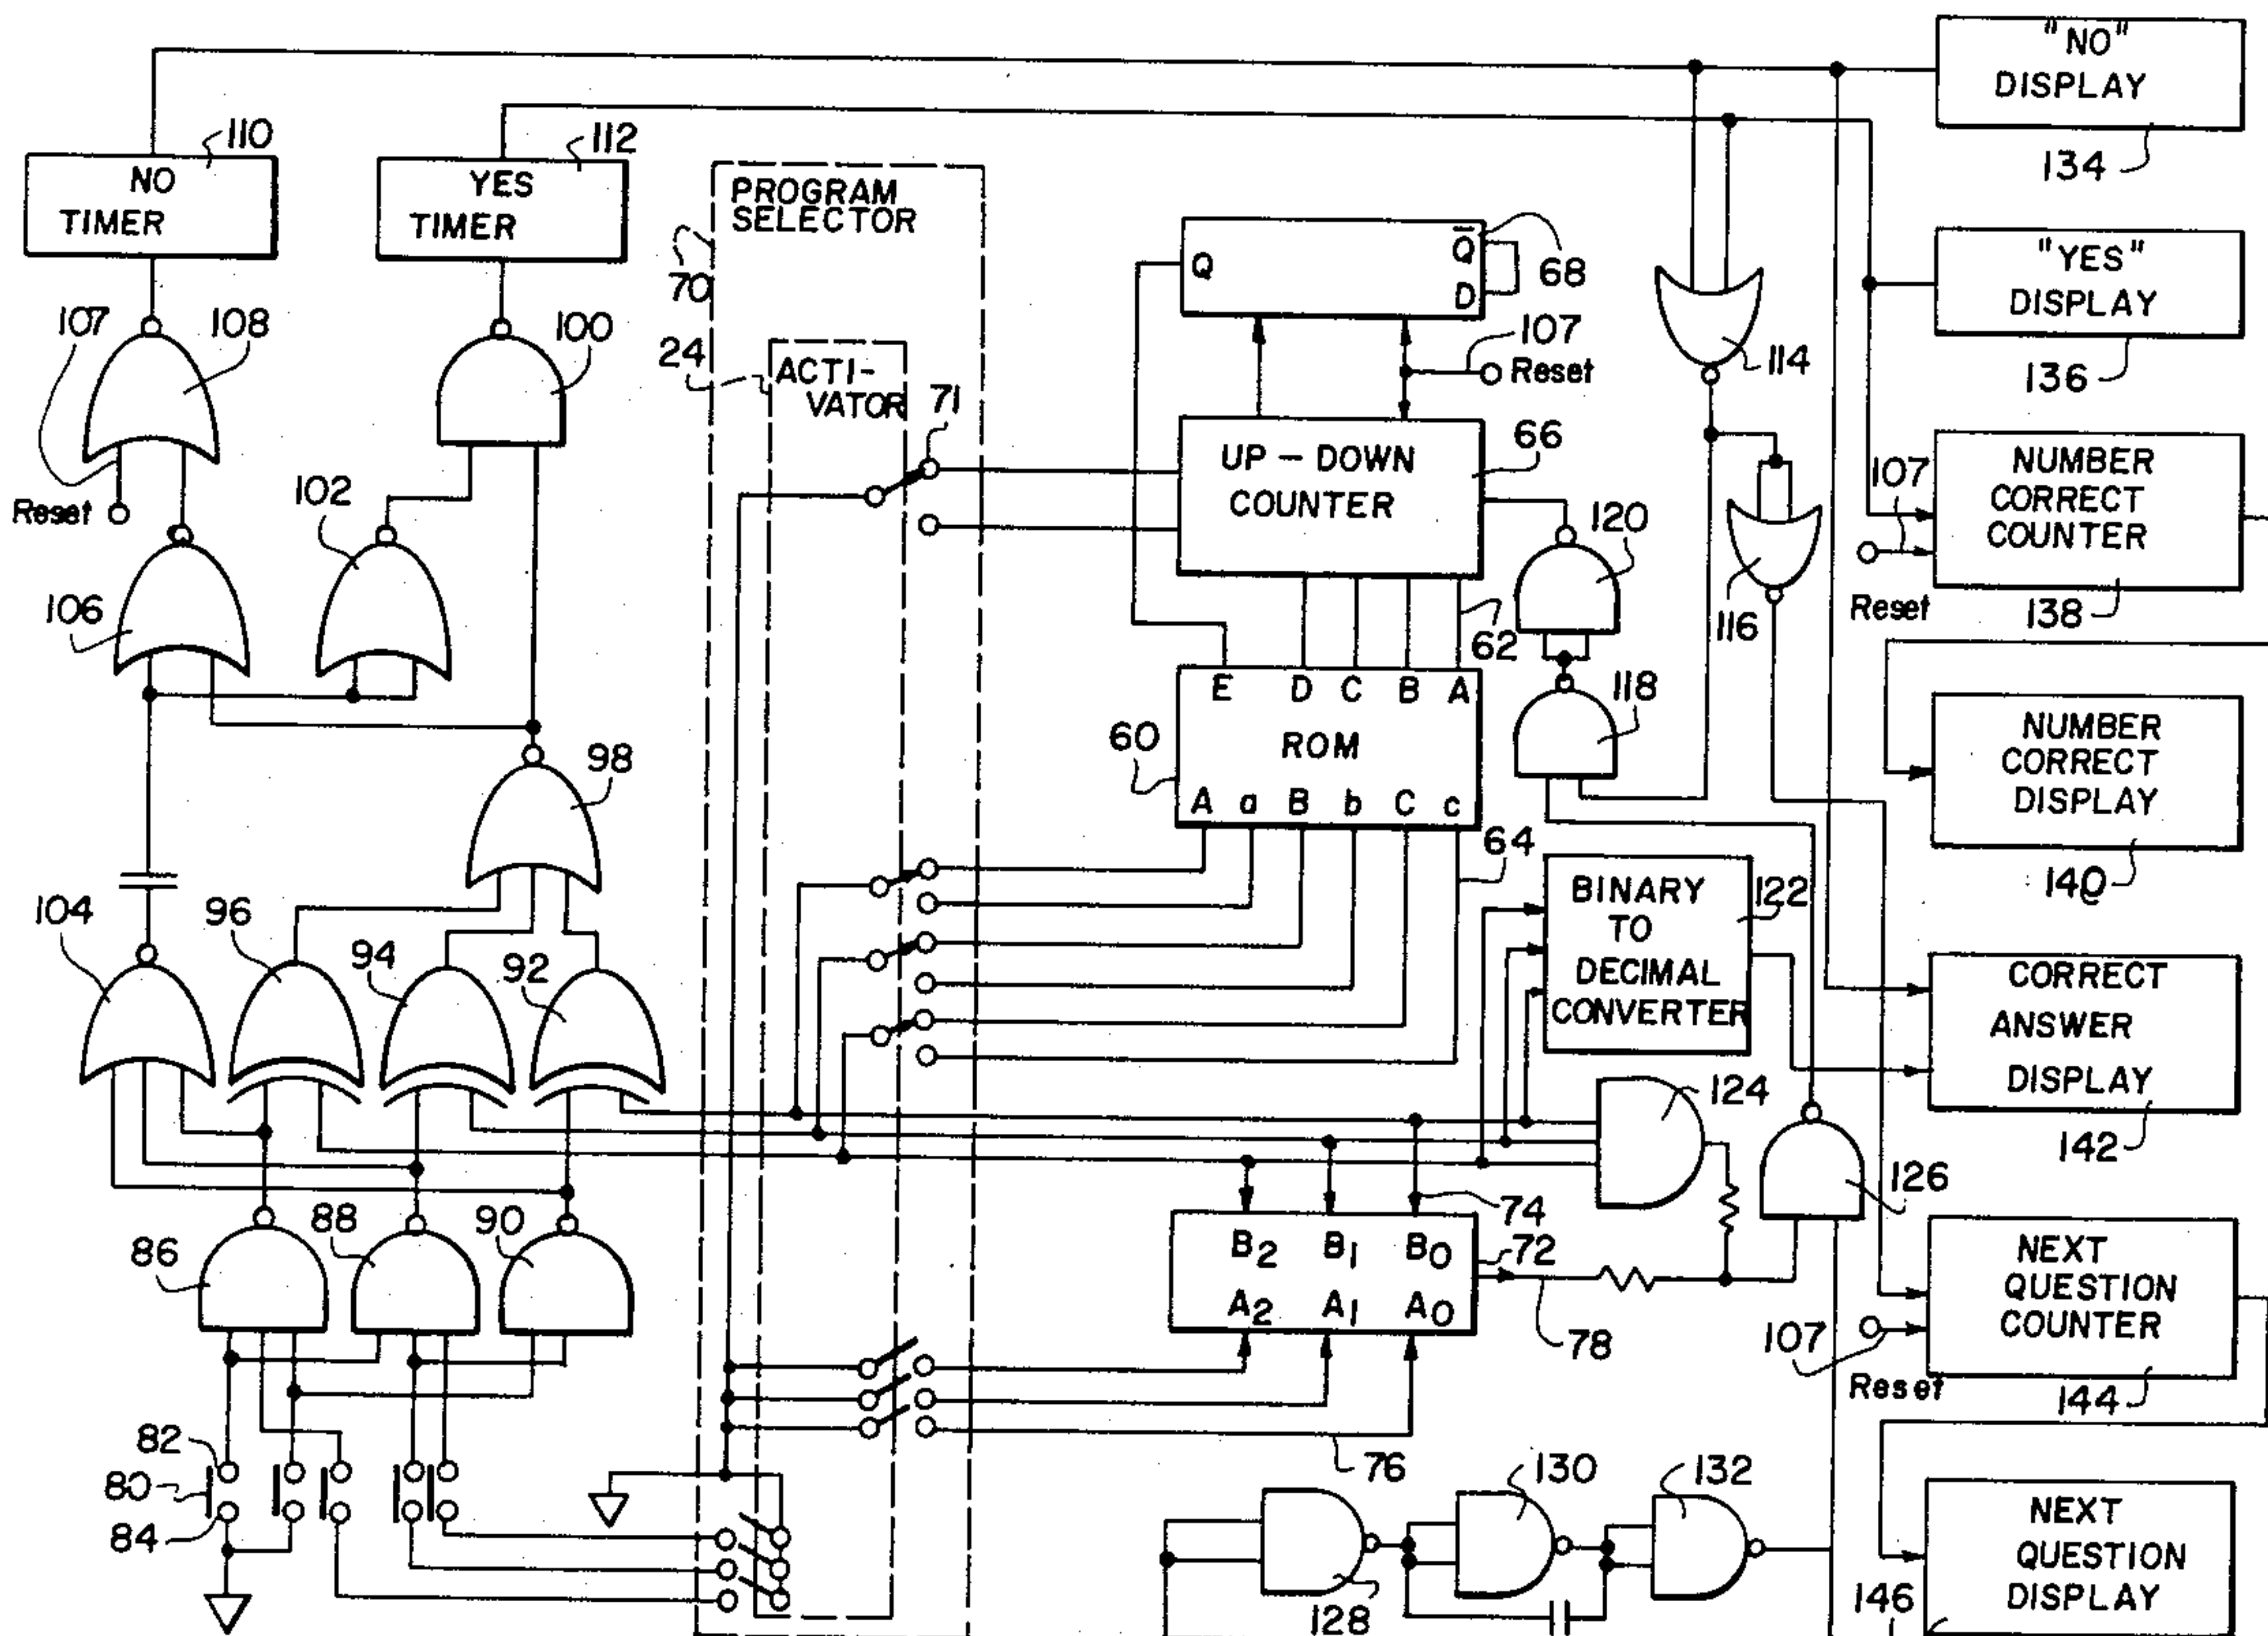 "NO"
DISPLAY
134
110
NO
TIMER
112
YES
TIMER
PROGRAM
SELECTOR
70
24
ACTI-
VATOR
71
Q
Q̅
D
68
107
Reset
"YES"
DISPLAY
136
107
108
100
Reset
102
106
UP – DOWN
COUNTER
66
62
114
116
120
118
107
Reset
NUMBER
CORRECT
COUNTER
138
E D C B A
ROM
60
A a B b C c
64
NUMBER
CORRECT
DISPLAY
140
98
104
96
94
92
BINARY
TO
DECIMAL
CONVERTER
122
CORRECT
ANSWER
DISPLAY
142
124
126
86
88
90
74
72
B2 B1 B0
A2 A1 A0
78
76
107
Reset
NEXT
QUESTION
COUNTER
144
82
80
84
128
130
132
146
NEXT
QUESTION
DISPLAY